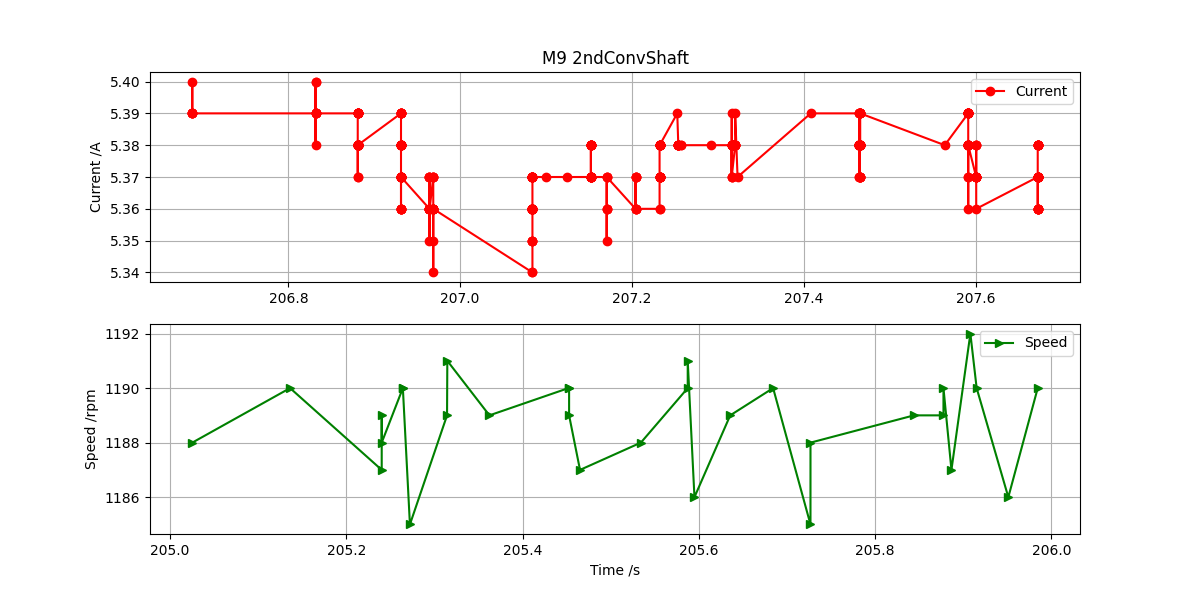 M9 2ndConvShaft
Current /A
5.40
5.39
5.38
5.37
5.36
5.35
5.34
Current
206.8 207.0 207.2 207.4 207.6
Speed /rpm
1192
1190
1188
1186
Speed
205.0 205.2 205.4 205.6 205.8 206.0
Time /s